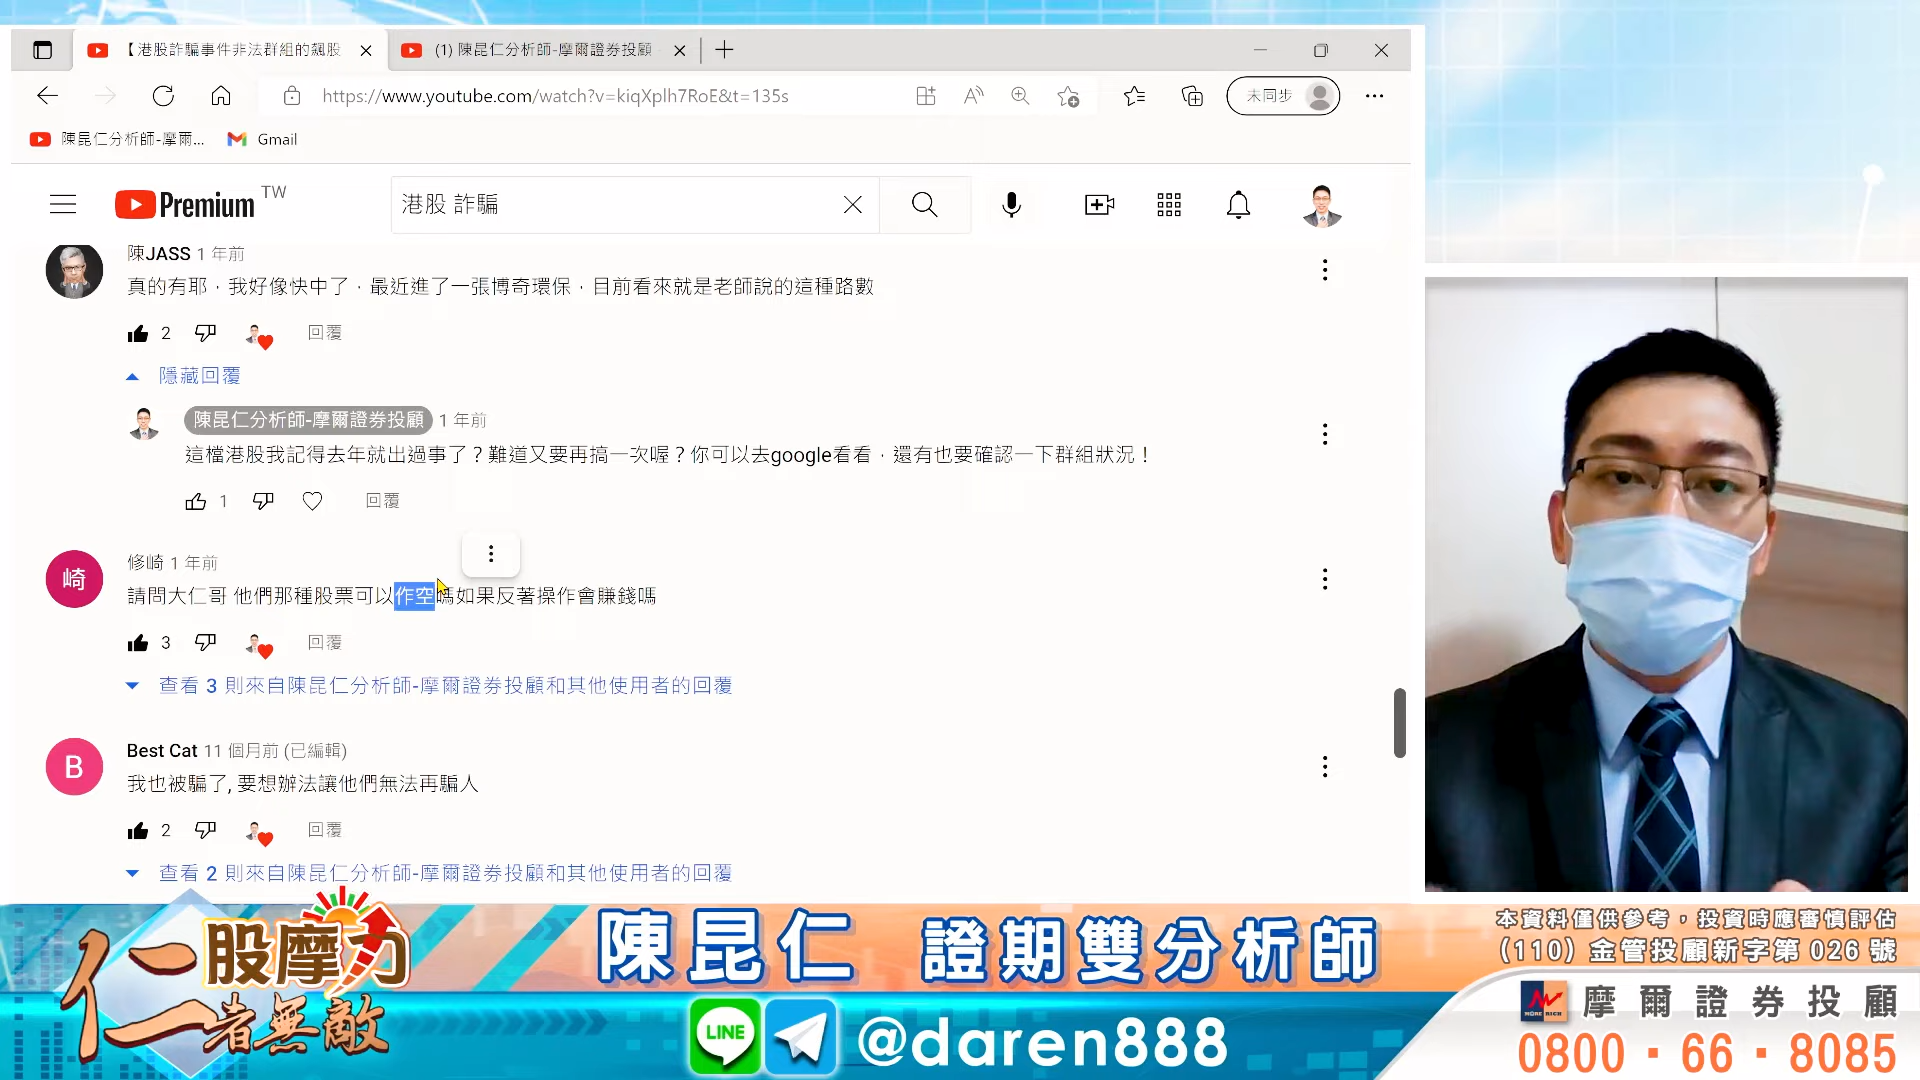 【港股詐騙事件非法群組的飆股
(1) 陳昆仁分析師-摩爾證券投顧
https://www.youtube.com/watch?v=kiqXplh7RoE&t=135s
未同步
陳昆仁分析師-摩爾...
Gmail
Premium TW
港股 詐騙
陳JASS 1 年前
真的有耶，我好像快中了，最近進了一張博奇環保，目前看來就是老師說的這種路數
2 回覆
隱藏回覆
陳昆仁分析師-摩爾證券投顧 1 年前
這檔港股我記得去年就出過事了？難道又要再搞一次喔？你可以去google看看，還有也要確認一下群組狀況！
1 回覆
崎
修崎 1 年前
請問大仁哥 他們那種股票可以作空嗎如果反著操作會賺錢嗎
3 回覆
查看 3 則來自陳昆仁分析師-摩爾證券投顧和其他使用者的回覆
B
Best Cat 11 個月前 (已編輯)
我也被騙了, 要想辦法讓他們無法再騙人
2 回覆
查看 2 則來自陳昆仁分析師-摩爾證券投顧和其他使用者的回覆
股摩力
仁者無敵
陳昆仁 證期雙分析師
LINE
@daren888
本資料僅供參考，投資時應審慎評估
(110) 金管投顧新字第 026 號
MORE RICH
摩爾證券投顧
0800·66·8085